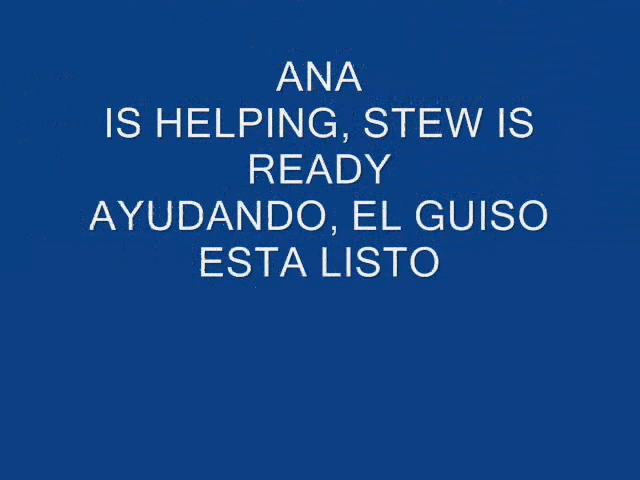 ANA
IS HELPING, STEW IS
READY
AYUDANDO, EL GUISO
ESTA LISTO